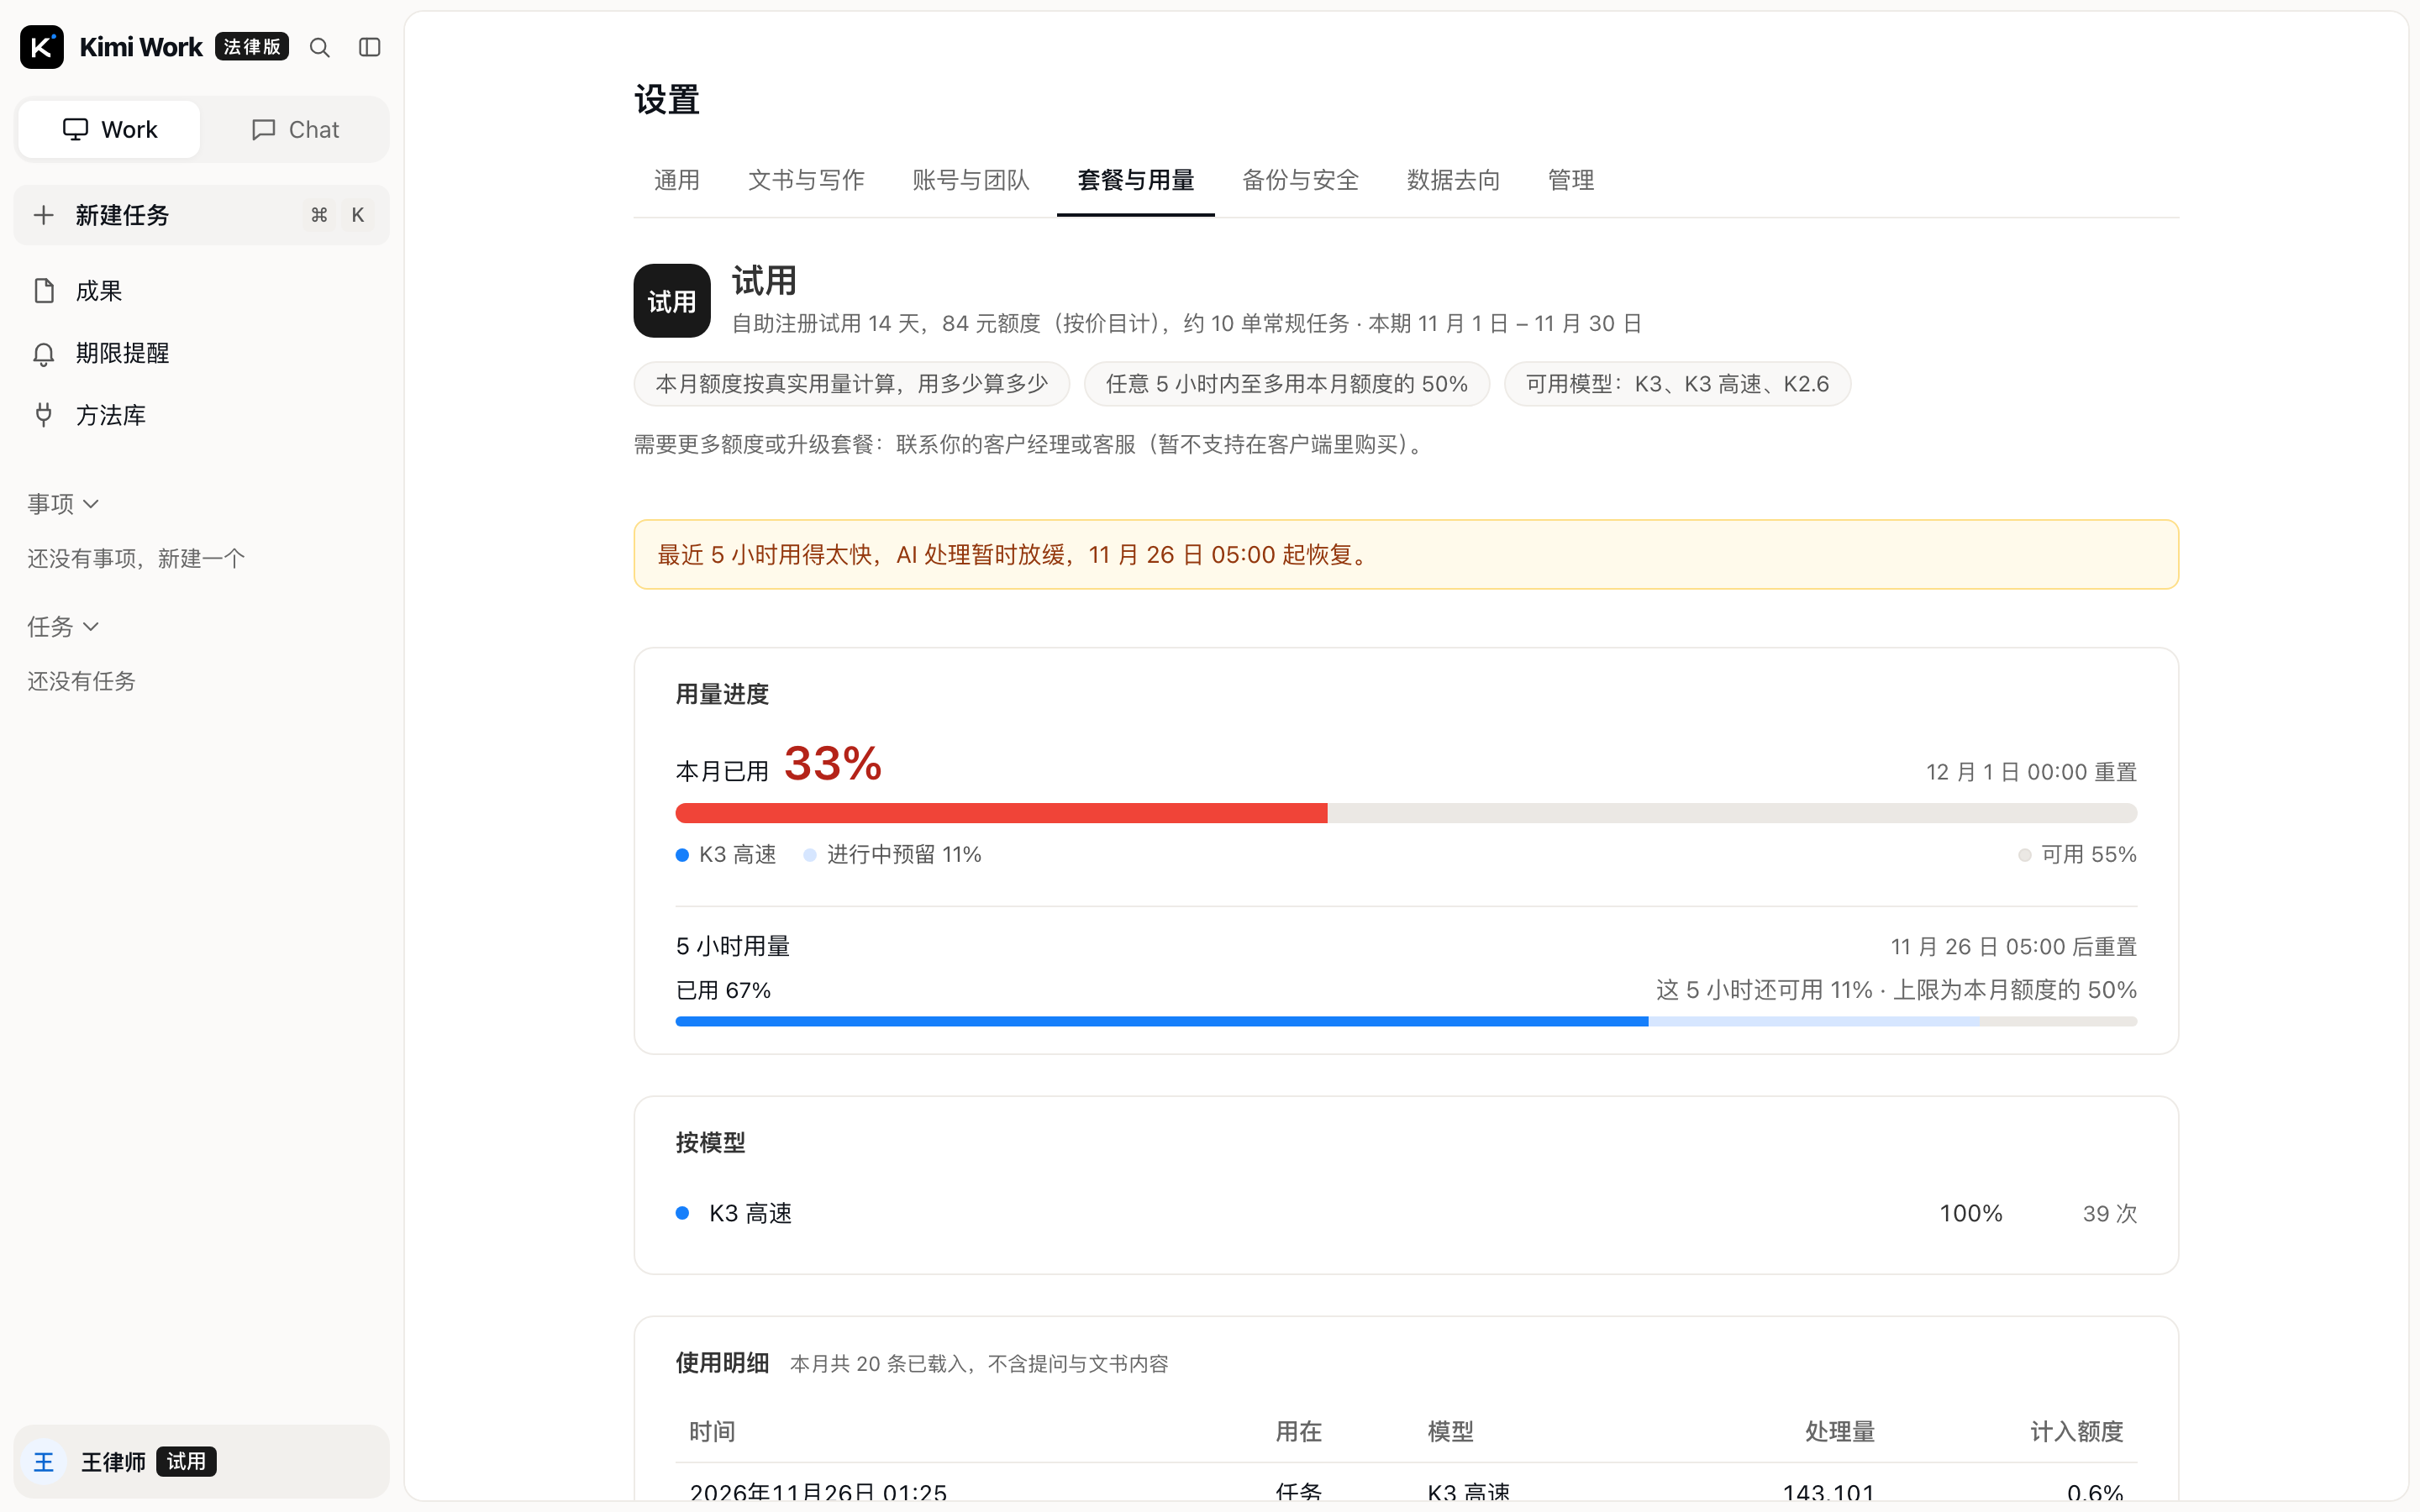 Kimi Work 法律版
Work
Chat
新建任务 ⌘ K
成果
期限提醒
方法库
事项
还没有事项，新建一个
任务
还没有任务
王 王律师 试用
设置
通用 文书与写作 账号与团队 套餐与用量 备份与安全 数据去向 管理
试用
试用
自助注册试用 14 天，84 元额度（按价目计），约 10 单常规任务 · 本期 11 月 1 日 – 11 月 30 日
本月额度按真实用量计算，用多少算多少
任意 5 小时内至多用本月额度的 50%
可用模型：K3、K3 高速、K2.6
需要更多额度或升级套餐：联系你的客户经理或客服（暂不支持在客户端里购买）。
最近 5 小时用得太快，AI 处理暂时放缓，11 月 26 日 05:00 起恢复。
用量进度
本月已用 33%
12 月 1 日 00:00 重置
K3 高速 进行中预留 11% 可用 55%
5 小时用量
11 月 26 日 05:00 后重置
已用 67%
这 5 小时还可用 11% · 上限为本月额度的 50%
按模型
K3 高速 100% 39 次
使用明细 本月共 20 条已载入，不含提问与文书内容
时间 用在 模型 处理量 计入额度
2026年11月26日 01:25 任务 K3 高速 143,101 0.6%